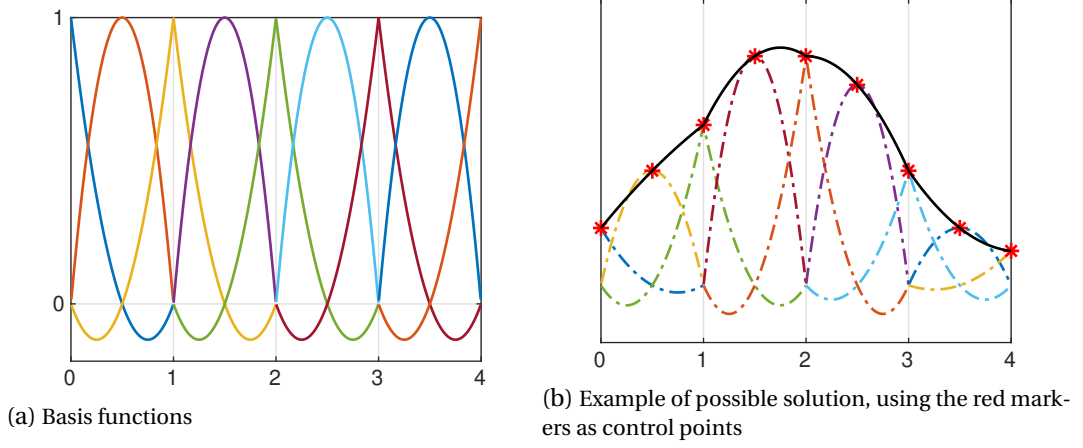 1
0
0 1 2 3 4
(a) Basis functions
0 1 2 3 4
(b) Example of possible solution, using the red mark-
ers as control points